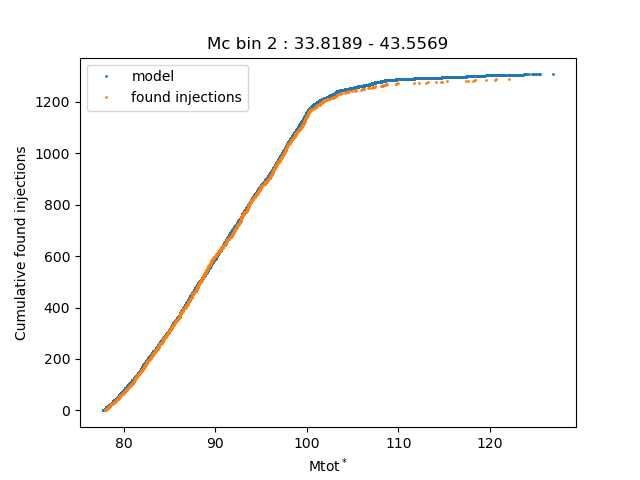 Mc bin 2 : 33.8189 - 43.5569
model
found injections
Cumulative found injections
1200
1000
800
600
400
200
0
80 90 100 110 120
Mtot*